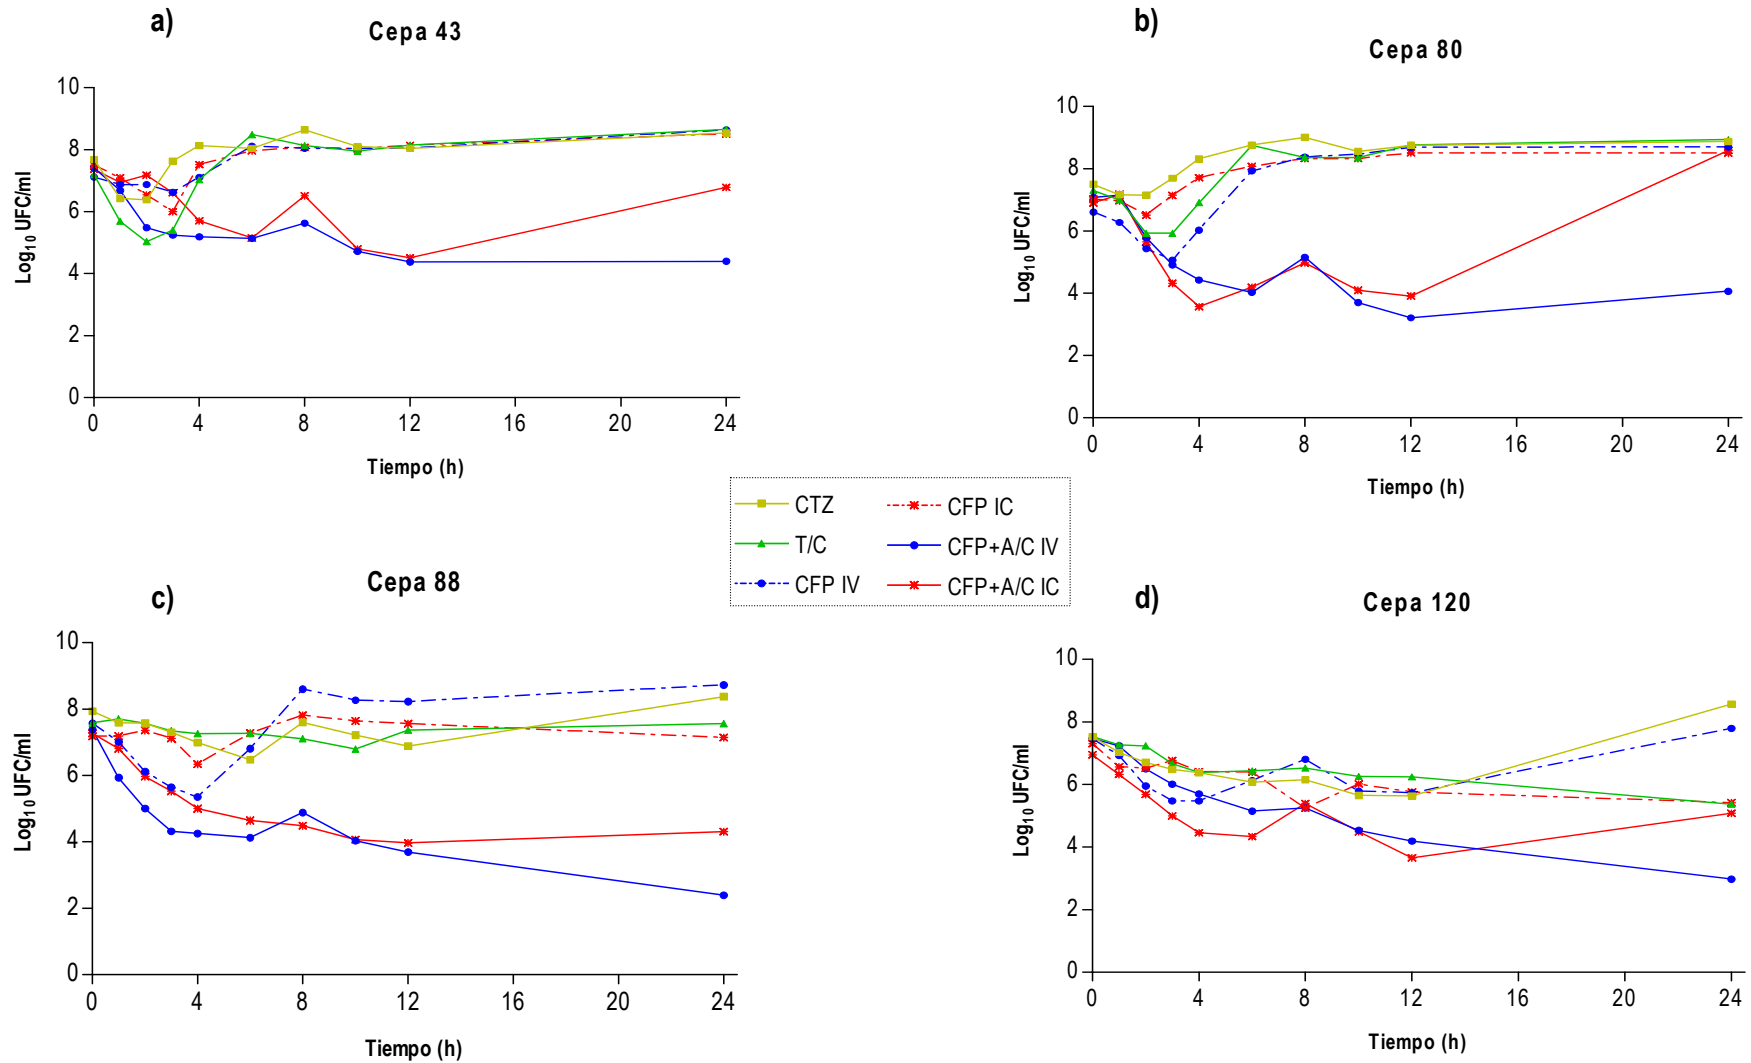 a)
Cepa 43
10
8
6
4
2
0
Log10 UFC/ml
0 4 8 12 16 20 24
Tiempo (h)
b)
Cepa 80
10
8
6
4
2
0
Log10 UFC/ml
0 4 8 12 16 20 24
Tiempo (h)
CTZ
T/C
CFP IV
CFP IC
CFP+A/C IV
CFP+A/C IC
c)
Cepa 88
10
8
6
4
2
0
Log10 UFC/ml
0 4 8 12 16 20 24
Tiempo (h)
d)
Cepa 120
10
8
6
4
2
0
Log10 UFC/ml
0 4 8 12 16 20 24
Tiempo (h)